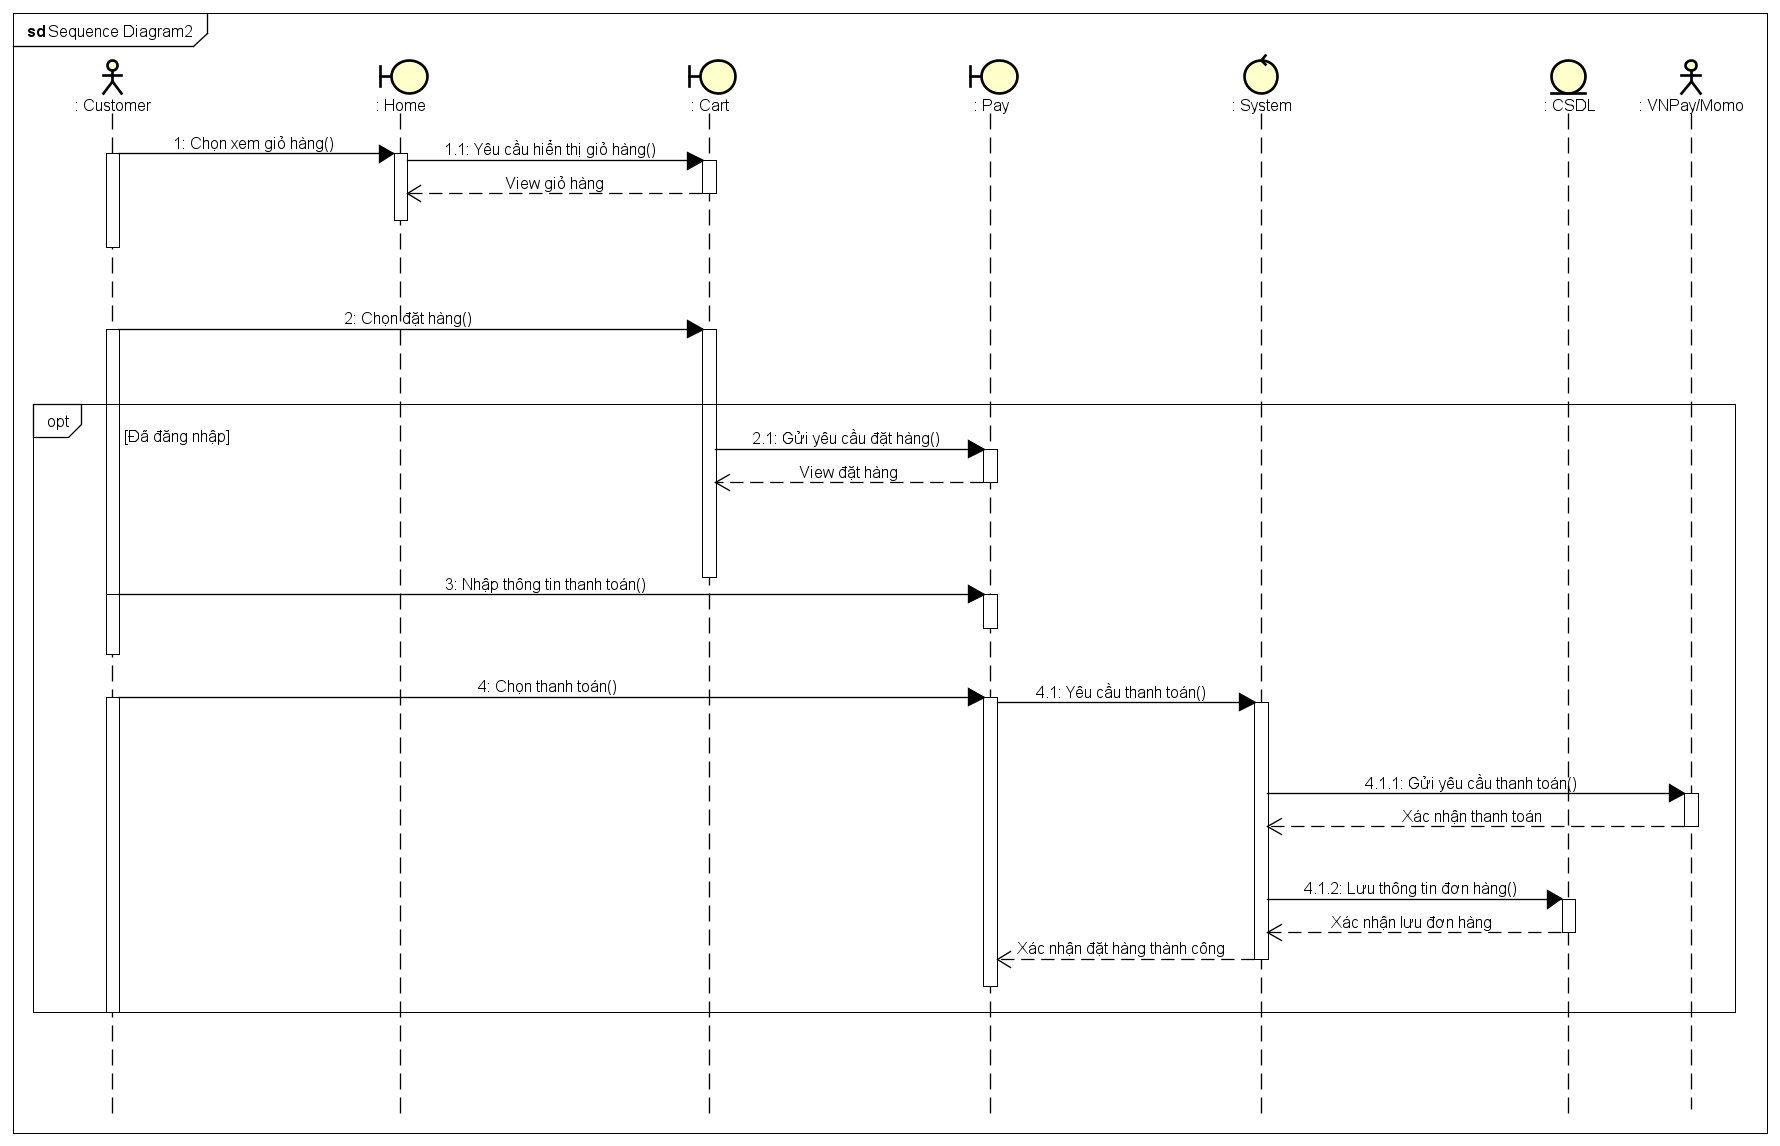 sd Sequence Diagram2
: Customer
: Home
: Cart
: Pay
: System
: CSDL
: VNPay/Momo
1: Chọn xem giỏ hàng()
1.1: Yêu cầu hiển thị giỏ hàng()
View giỏ hàng
2: Chọn đặt hàng()
opt
[Đã đăng nhập]
2.1: Gửi yêu cầu đặt hàng()
View đặt hàng
3: Nhập thông tin thanh toán()
4: Chọn thanh toán()
4.1: Yêu cầu thanh toán()
4.1.1: Gửi yêu cầu thanh toán()
Xác nhận thanh toán
4.1.2: Lưu thông tin đơn hàng()
Xác nhận lưu đơn hàng
Xác nhận đặt hàng thành công